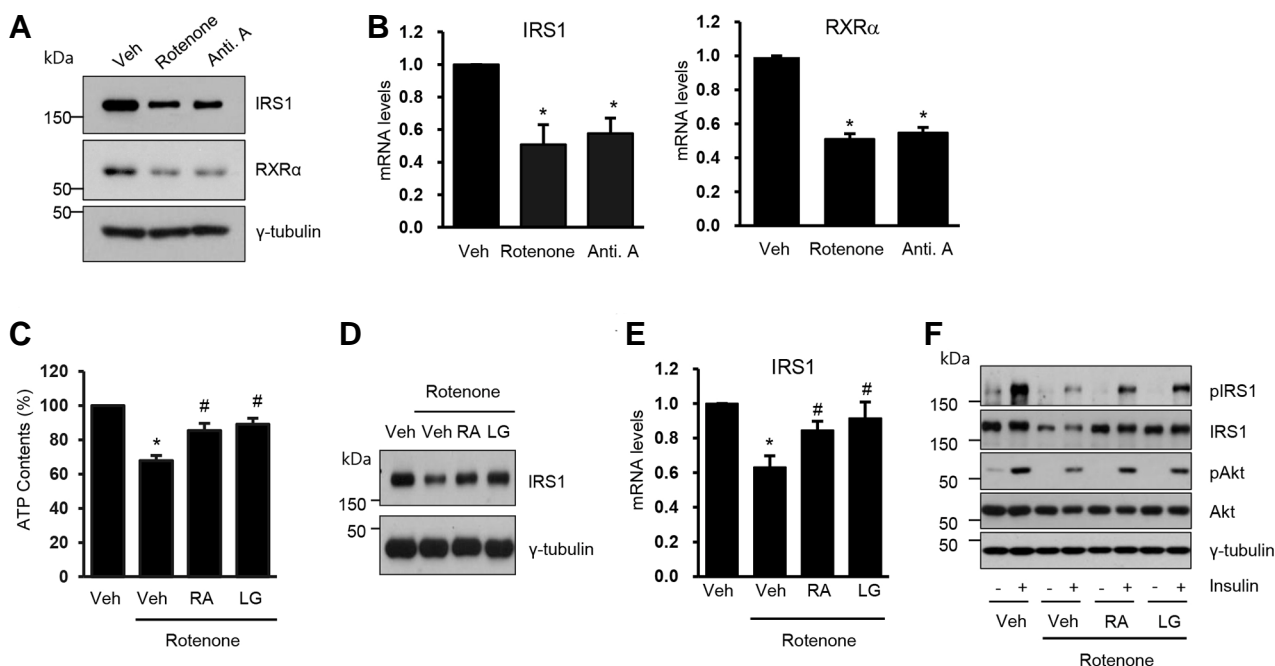 A
kDa
Veh
Rotenone
Anti. A
150
IRS1
50
RXRα
50
γ-tubulin
B
IRS1
mRNA levels
1.2
1.0
0.8
0.6
0.4
0.2
0.0
*
*
Veh Rotenone Anti. A
RXRα
mRNA levels
1.2
1.0
0.8
0.6
0.4
0.2
0.0
*
*
Veh Rotenone Anti. A
C
ATP Contents (%)
120
100
80
60
40
20
0
*
#
#
Veh Veh RA LG
Rotenone
D
Rotenone
Veh Veh RA LG
kDa
150
IRS1
50
γ-tubulin
E
IRS1
mRNA levels
1.2
1.0
0.8
0.6
0.4
0.2
0.0
*
#
#
Veh Veh RA LG
Rotenone
F
kDa
150
pIRS1
150
IRS1
50
pAkt
50
Akt
50
γ-tubulin
- + - + - + - + Insulin
Veh Veh RA LG
Rotenone